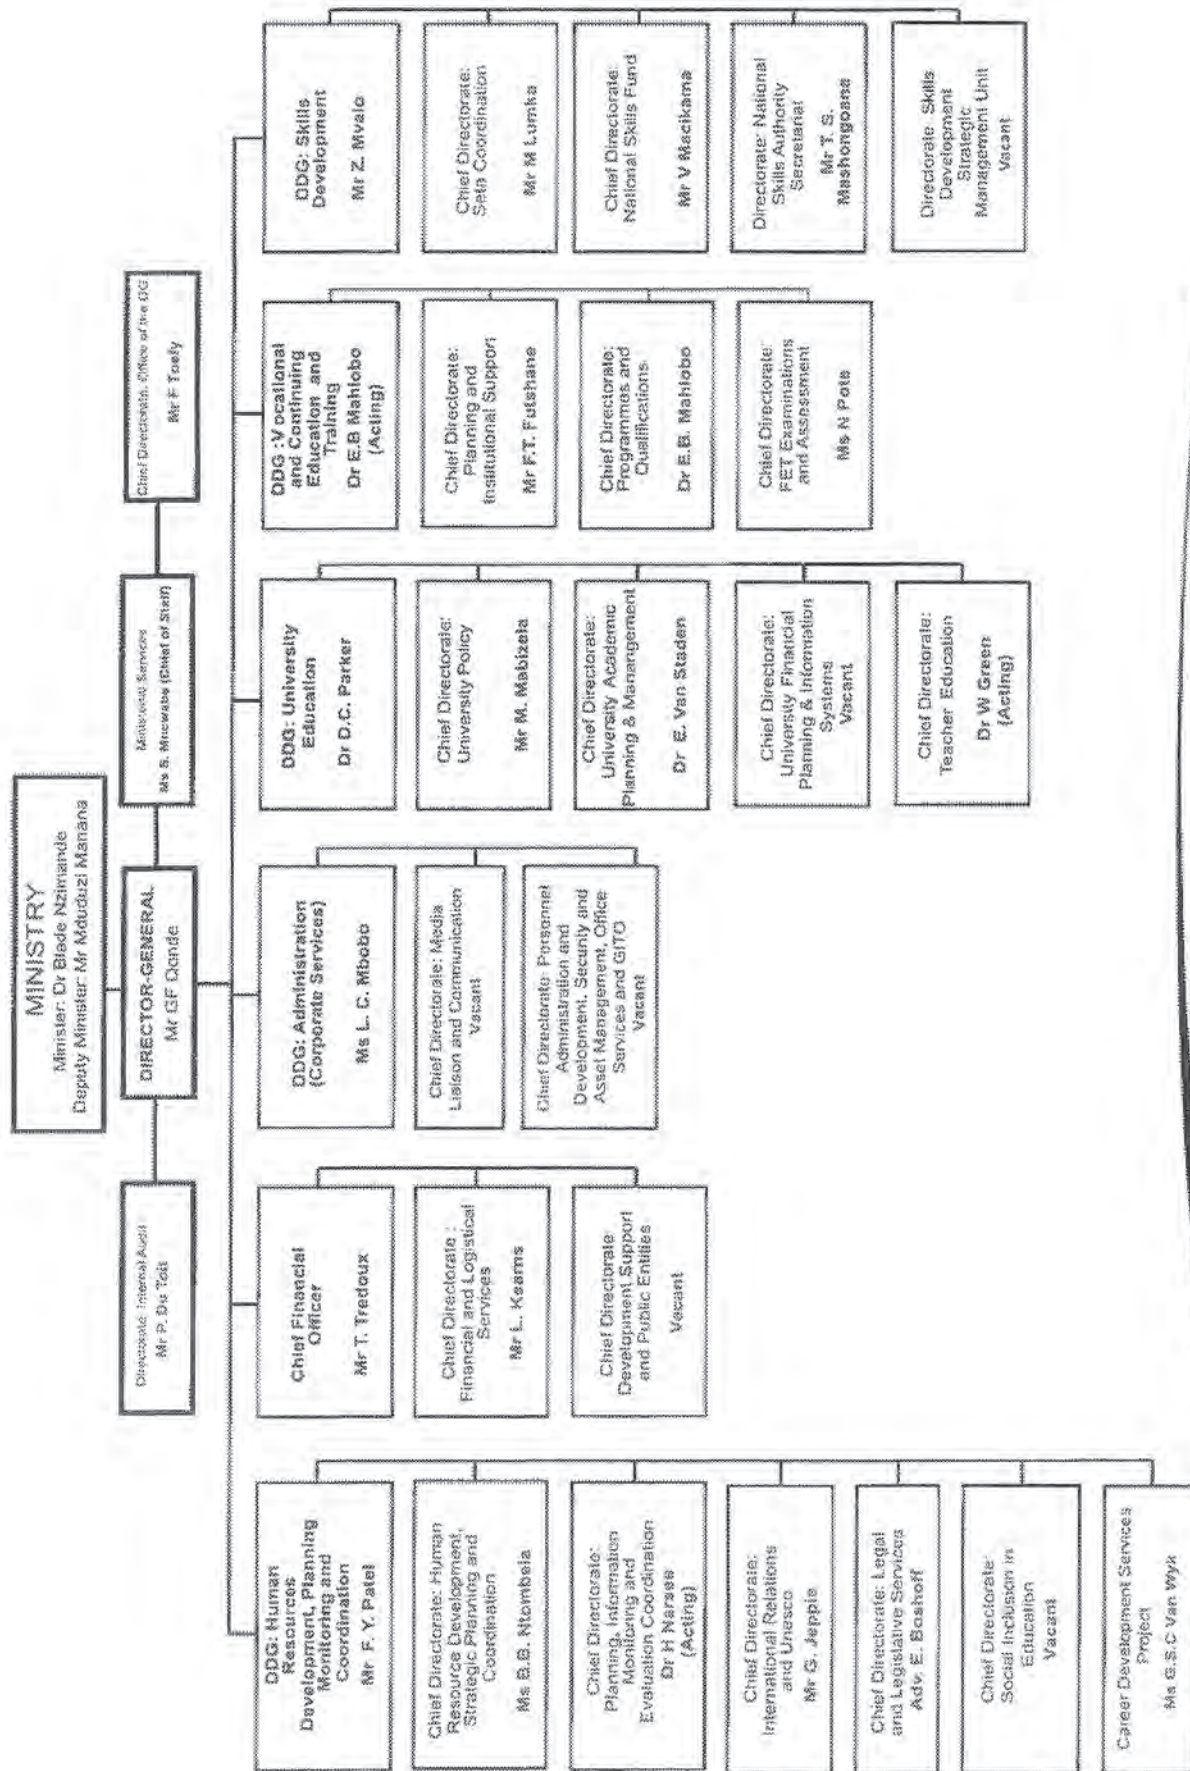 MINISTRY
Minister: Dr Blade Nzimande
Deputy Minister: Mr Mduduzi Manana
Directorate: Internal Audit
Mr P. Du Toit
DIRECTOR-GENERAL
Mr GF Qonde
Ministerial Services
Ms S. Mnewabe (Chief of Staff)
Chief Directorate: Office of the DG
Mr F Toefy
DDG: Human
Resources
Development, Planning
Monitoring and
Coordination
Mr F. Y. Patel
Chief Directorate: Human
Resource Development,
Strategic Planning and
Coordination
Ms B.B. Ntombela
Chief Directorate:
Planning, Information
Monitoring and
Evaluation Coordination
Dr H Narsee
(Acting)
Chief Directorate:
International Relations
and Unesco
Mr G. Jeppie
Chief Directorate: Legal
and Legislative Services
Adv. E. Boshoff
Chief Directorate:
Social Inclusion in
Education
Vacant
Career Development Services
Project
Ms G.S.C Van Wyk
Chief Financial
Officer
Mr T. Tredoux
Chief Directorate :
Financial and Logistical
Services
Mr L. Ksarns
Chief Directorate
Development Support
and Public Entities
Vacant
DDG: Administration
(Corporate Services)
Ms L. C. Mbobo
Chief Directorate: Media
Liaison and Communication
Vacant
Chief Directorate: Personnel
Administration and
Development, Security and
Asset Management, Office
Services and GITO
Vacant
DDG: University
Education
Dr D.C. Parker
Chief Directorate:
University Policy
Mr M. Mabizela
Chief Directorate:
University Academic
Planning & Manangement
Dr E. Van Staden
Chief Directorate:
University Financial
Planning & Information
Systems
Vacant
Chief Directorate:
Teacher Education
Dr W Green
(Acting)
DDG :Vocational
and Continuing
Education and
Training
Dr E.B Mahlobo
(Acting)
Chief Directorate:
Planning and
Institutional Support
Mr F.T. Futshane
Chief Directorate:
Programmes and
Qualifications
Dr E.B. Mahlobo
Chief Directorate:
FET Examinations
and Assessment
Ms N Pote
DDG: Skills
Development
Mr Z. Mvalo
Chief Directorate:
Seta Coordination
Mr M Lumka
Chief Directorate:
National Skills Fund
Mr V Macikama
Directorate: National
Skills Authority
Secretariat
Mr T. S.
Mashongoana
Directorate: Skills
Development
Strategic
Management Unit
Vacant